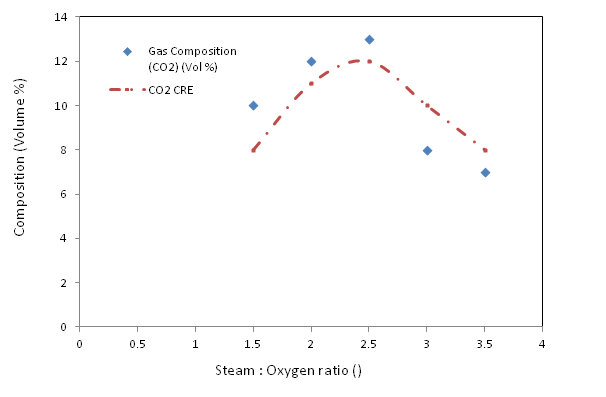 14
12
10
8
6
4
2
0
Composition (Volume %)
Gas Composition
(CO2) (Vol %)
CO2 CRE
0 0.5 1 1.5 2 2.5 3 3.5 4
Steam : Oxygen ratio ()